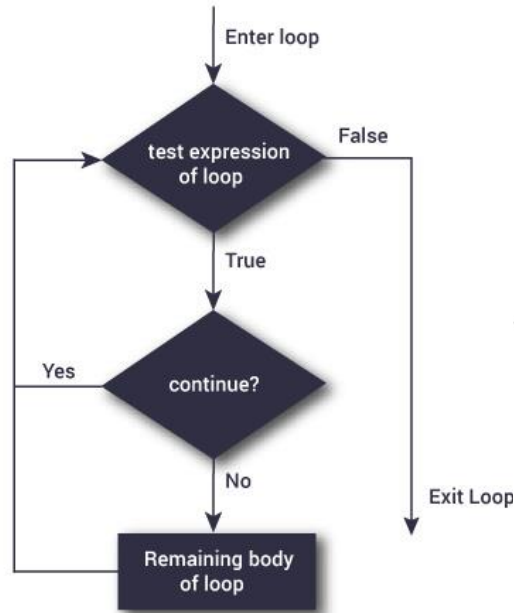 Enter loop
test expression
of loop
False
True
continue?
Yes
No
Exit Loop
Remaining body
of loop